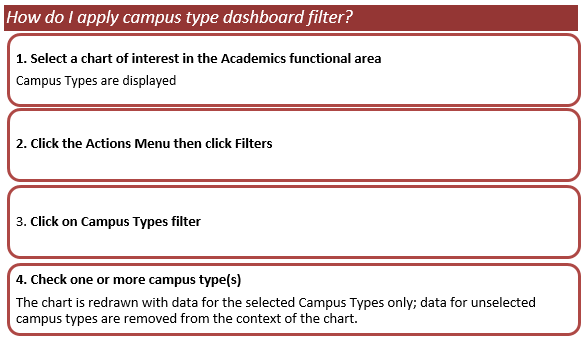 How do I apply campus type dashboard filter?
1. Select a chart of interest in the Academics functional area
Campus Types are displayed
2. Click the Actions Menu then click Filters
3. Click on Campus Types filter
4. Check one or more campus type(s)
The chart is redrawn with data for the selected Campus Types only; data for unselected
campus types are removed from the context of the chart.